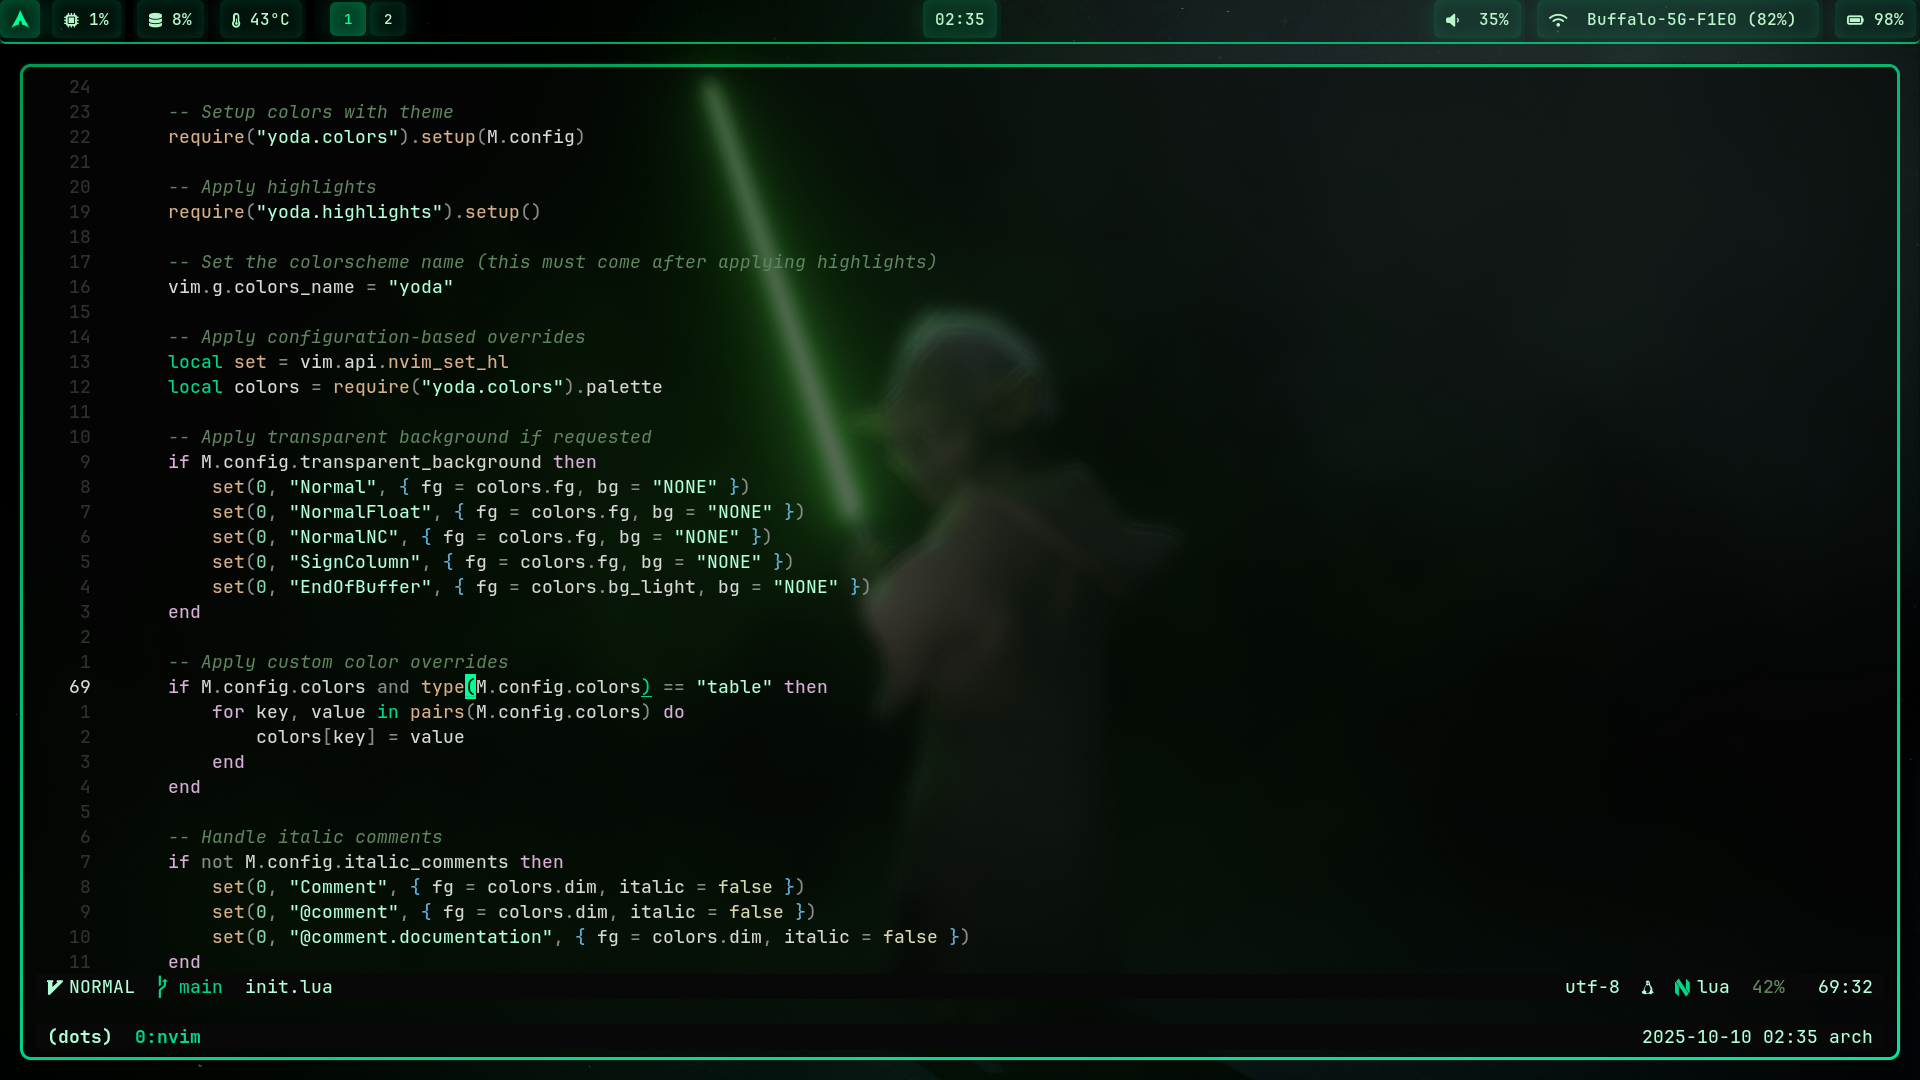 1% 8% 43°C 1 2 02:35 35% Buffalo-5G-F1E0 (82%) 98%
24
23 -- Setup colors with theme
22 require("yoda.colors").setup(M.config)
21
20 -- Apply highlights
19 require("yoda.highlights").setup()
18
17 -- Set the colorscheme name (this must come after applying highlights)
16 vim.g.colors_name = "yoda"
15
14 -- Apply configuration-based overrides
13 local set = vim.api.nvim_set_hl
12 local colors = require("yoda.colors").palette
11
10 -- Apply transparent background if requested
9 if M.config.transparent_background then
8 set(0, "Normal", { fg = colors.fg, bg = "NONE" })
7 set(0, "NormalFloat", { fg = colors.fg, bg = "NONE" })
6 set(0, "NormalNC", { fg = colors.fg, bg = "NONE" })
5 set(0, "SignColumn", { fg = colors.fg, bg = "NONE" })
4 set(0, "EndOfBuffer", { fg = colors.bg_light, bg = "NONE" })
3 end
2
1 -- Apply custom color overrides
69 if M.config.colors and type(M.config.colors) == "table" then
1 for key, value in pairs(M.config.colors) do
2 colors[key] = value
3 end
4 end
5
6 -- Handle italic comments
7 if not M.config.italic_comments then
8 set(0, "Comment", { fg = colors.dim, italic = false })
9 set(0, "@comment", { fg = colors.dim, italic = false })
10 set(0, "@comment.documentation", { fg = colors.dim, italic = false })
11 end
NORMAL main init.lua utf-8 lua 42% 69:32
(dots) 0:nvim 2025-10-10 02:35 arch